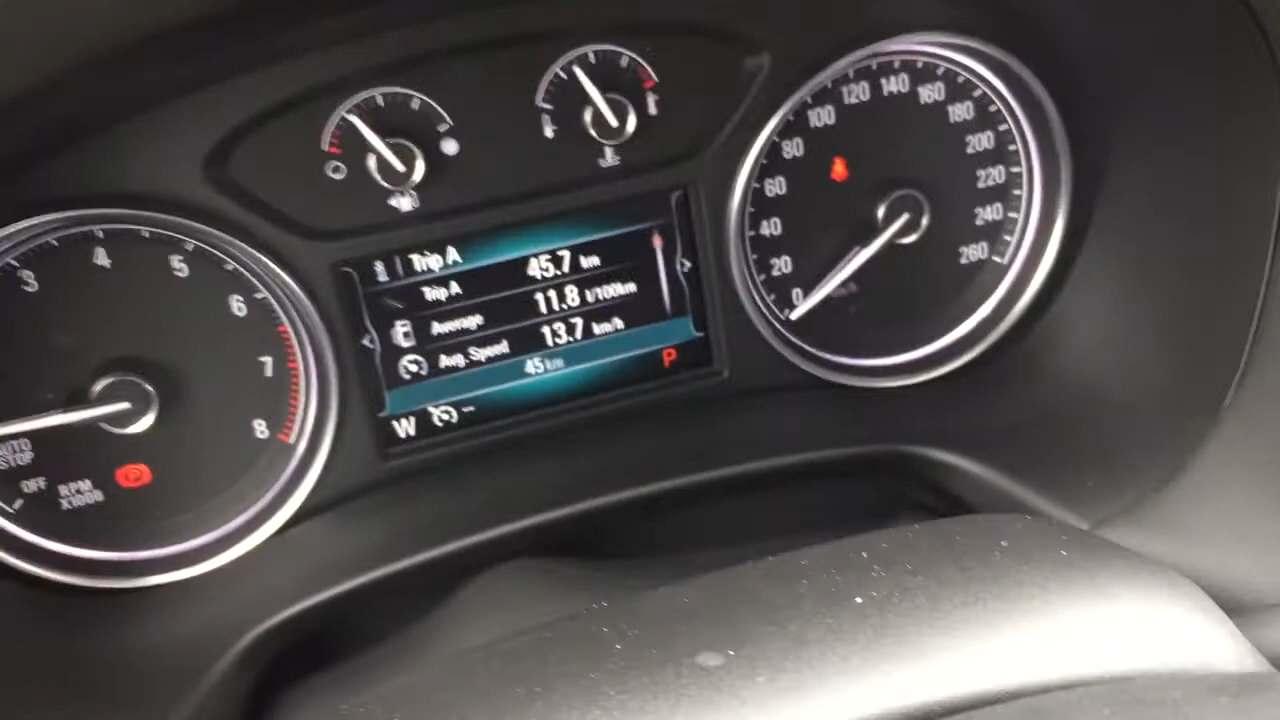 3
4
5
6
7
8
AUTO
STOP
OFF
RPM
X1000
Trip A
Trip A 45.7 km
Average 11.8 l/100km
Avg. Speed 13.7 km/h
45 km
W --
P
0
20
40
60
80
100
120
140
160
180
200
220
240
260